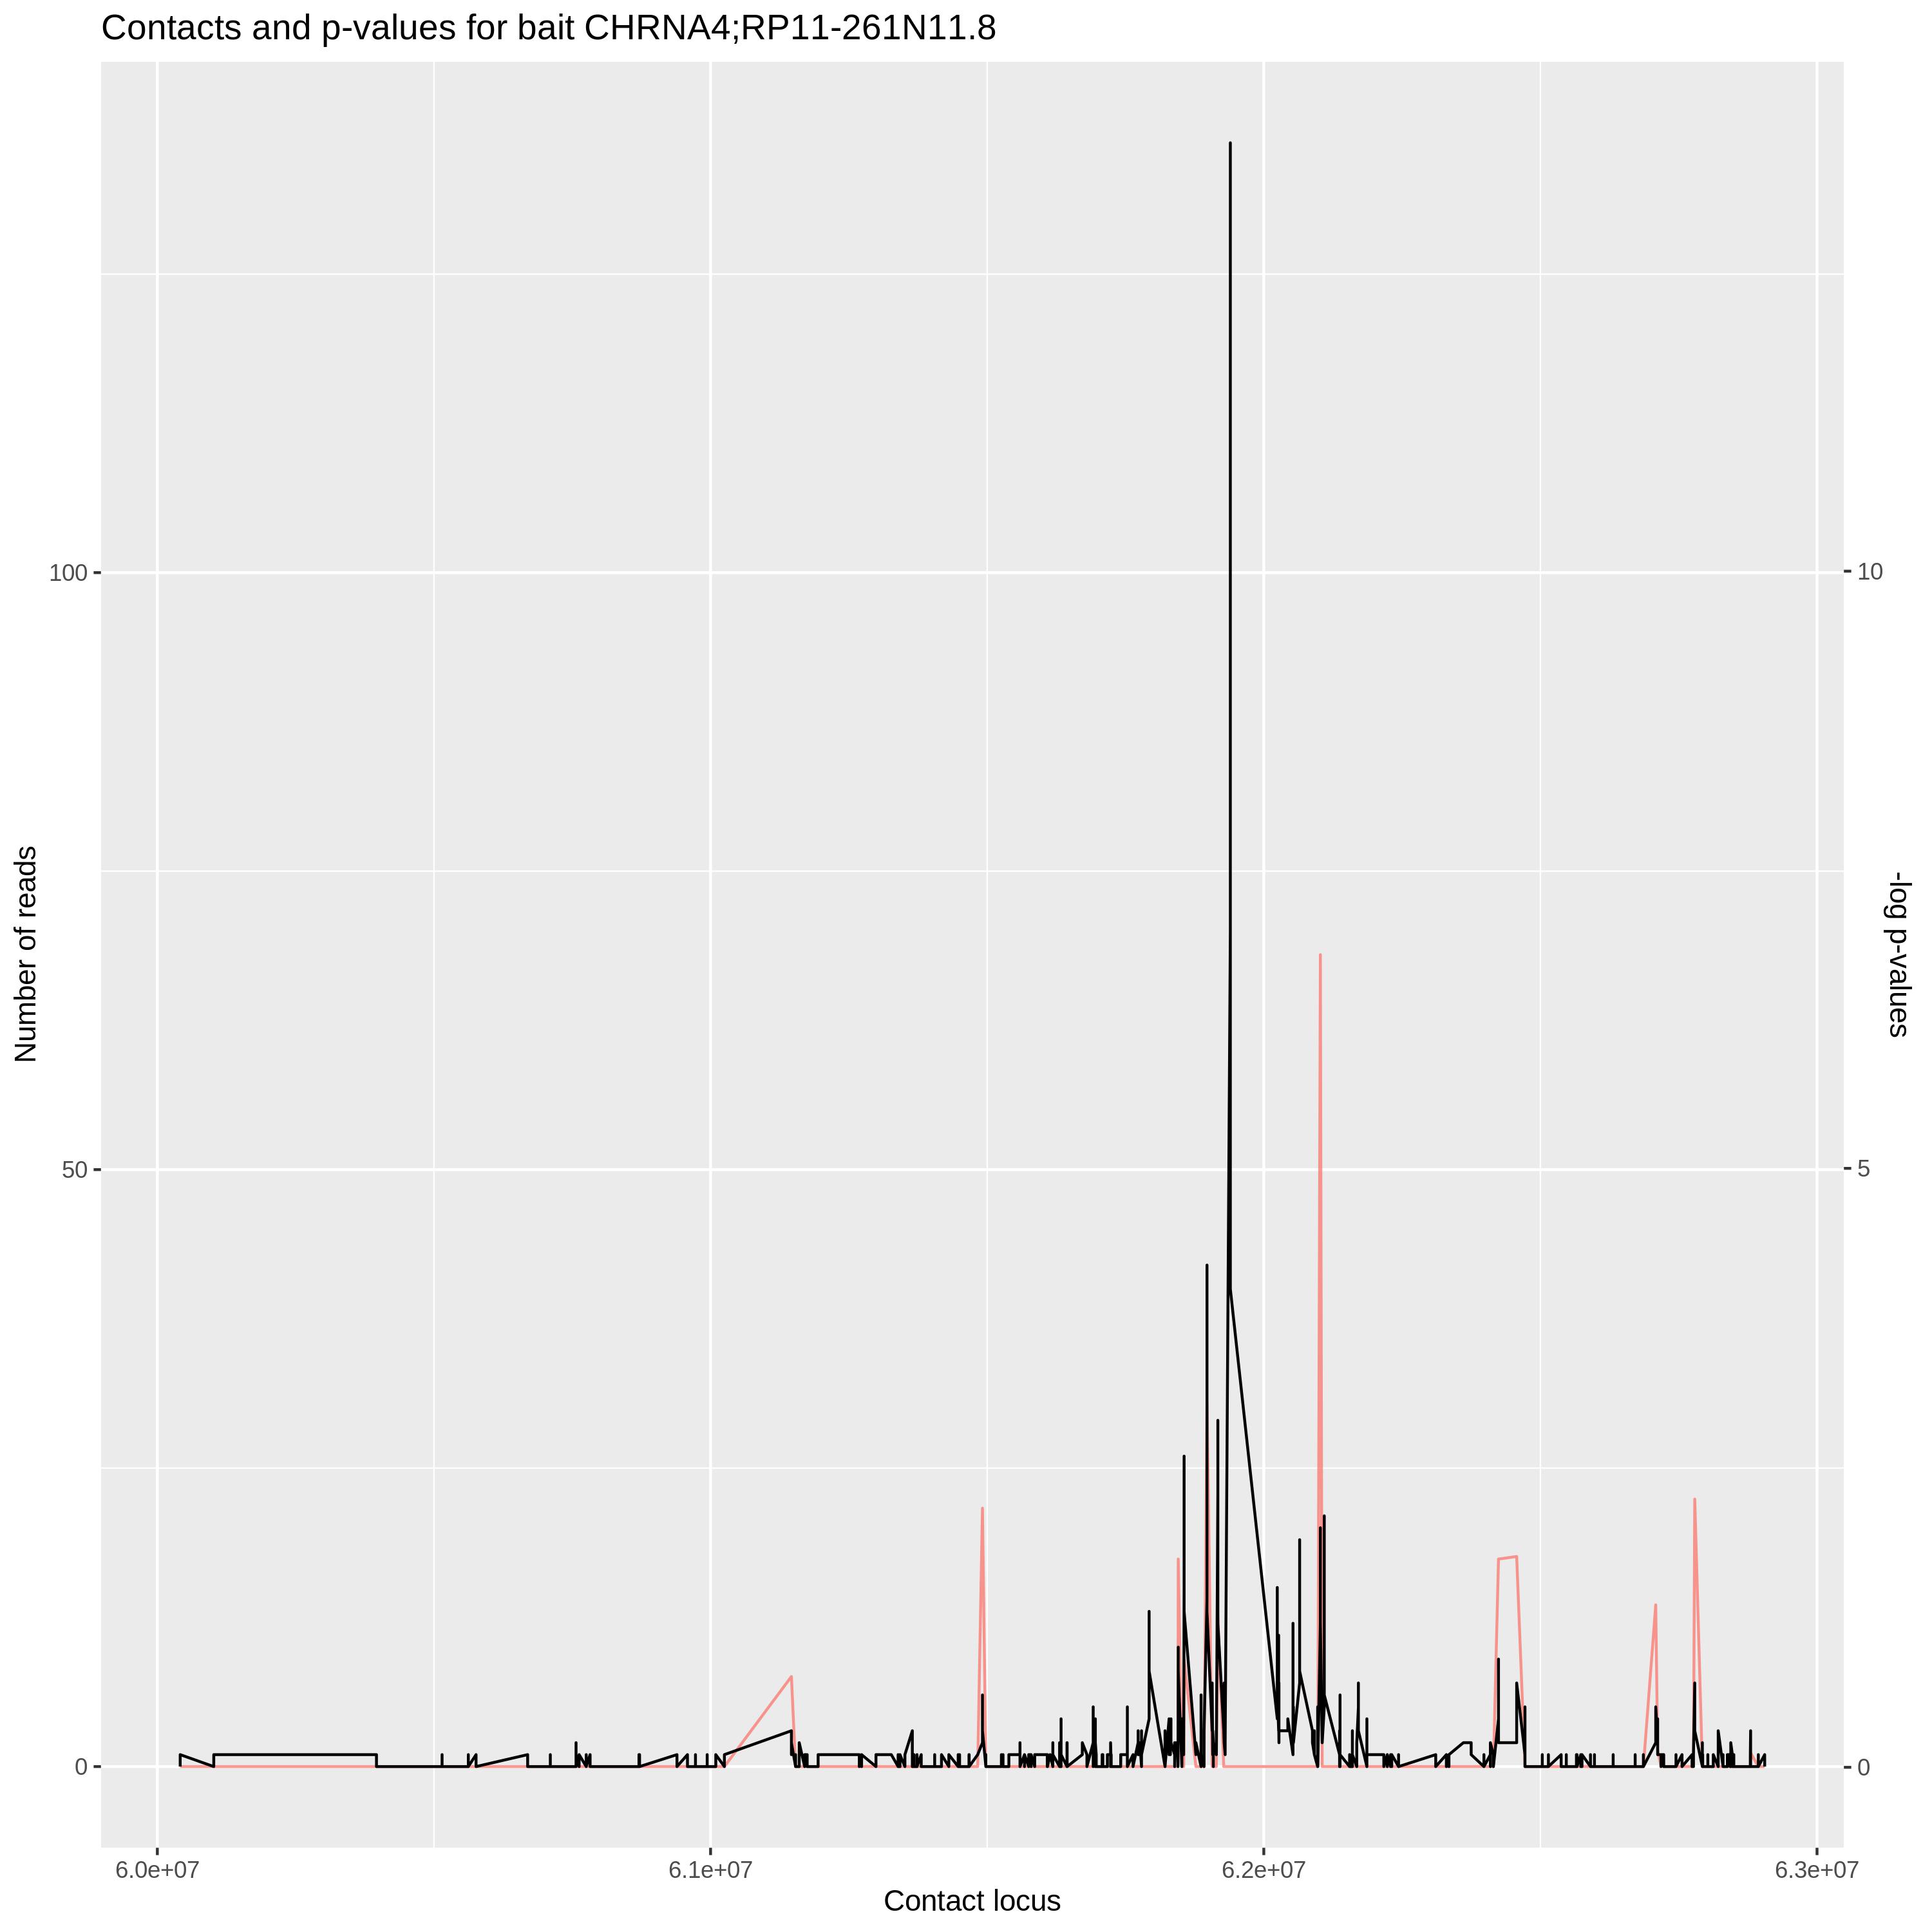 Contacts and p-values for bait CHRNA4;RP11-261N11.8
Number of reads
100
50
0
10
5
0
-log p-values
6.0e+07
6.1e+07
6.2e+07
6.3e+07
Contact locus